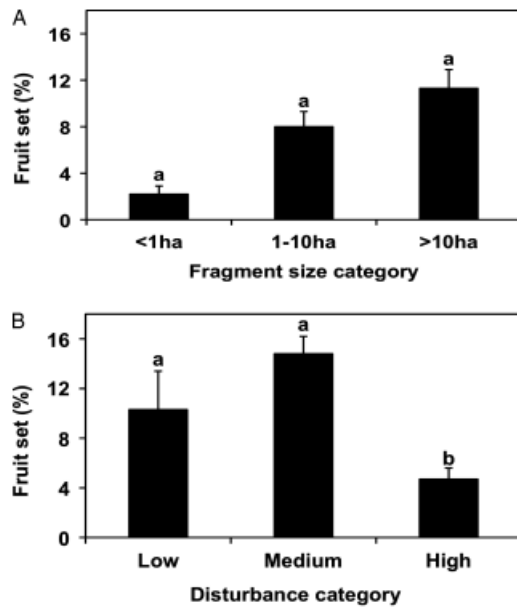 A
Fruit set (%)
16
12
8
4
0
a
a
a
<1ha
1-10ha
>10ha
Fragment size category
B
Fruit set (%)
16
12
8
4
0
a
a
b
Low
Medium
High
Disturbance category